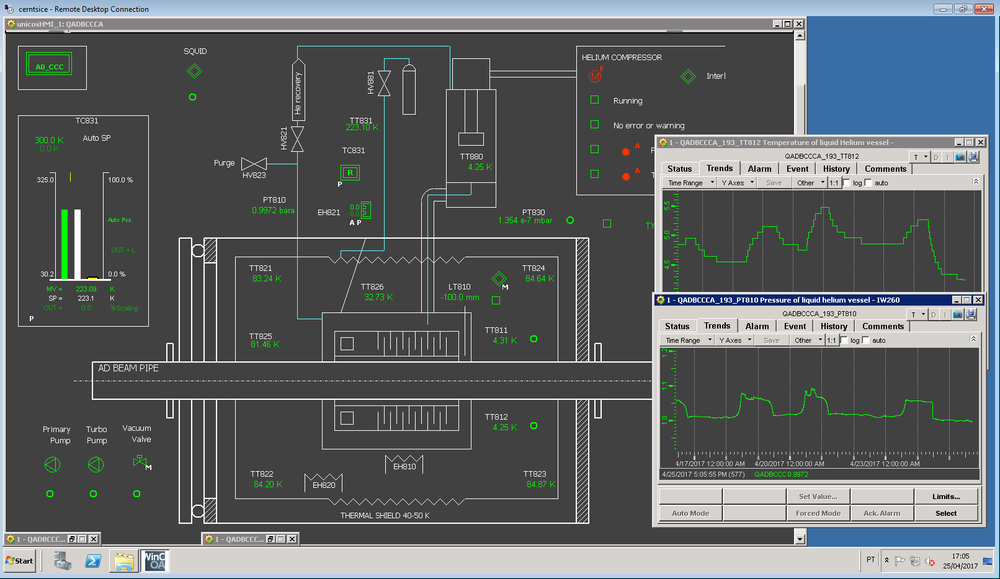 cerntsice - Remote Desktop Connection
unicosHMI_1: QADBCCCA
AD_CCC
SQUID
He recovery
HV881
HELIUM COMPRESSOR
M F
Interl
Running
No error or warning
A
A
TC831
300.0 K
0.0 K
Auto SP
325.0
100.0 %
Auto Pos.
OUT = L
30.2
0.0 %
MV = 223.09 K
SP = 223.1 K
OUT = 0.0 %Scaling
P
TT831
223.10 K
HV821
TC831
R
P
Purge
HV823
TT880
4.25 K
PT810
0.9972 bara
EH821
0.0
0.0
A P
PT830
1.354 e-7 mbar
TY
TT821
83.24 K
TT826
32.73 K
LT810
-100.0 mm
M
TT824
84.64 K
TT825
81.46 K
TT811
4.31 K
AD BEAM PIPE
TT812
4.25 K
Primary
Pump
Turbo
Pump
Vacuum
Valve
M
TT822
84.20 K
EH820
EH810
TT823
84.87 K
THERMAL SHIELD 40-50 K
1 - QADBCCCA_193_TT812 Temperature of liquid Helium vessel -
QADBCCCA_193_TT812
T D I
Status Trends Alarm Event History Comments
Time Range Y Axes Save Other 1:1 log auto
5.5
5.0
4.5
1 - QADBCCCA_193_PT810 Pressure of liquid helium vessel - IW260
QADBCCCA_193_PT810
T D I
Status Trends Alarm Event History Comments
Time Range Y Axes Save Other 1:1 log auto
1.2
1.1
1.0
4/17/2017 12:00:00 AM 4/20/2017 12:00:00 AM 4/23/2017 12:00:00 AM
4/25/2017 5:05:55 PM (577) QADBCCC 0.9972
Set Value... Limits...
Auto Mode Forced Mode Ack. Alarm Select
1 - QADBCCC...
1 - QADBCCC...
Start
WinC
OA
PT
17:05
25/04/2017